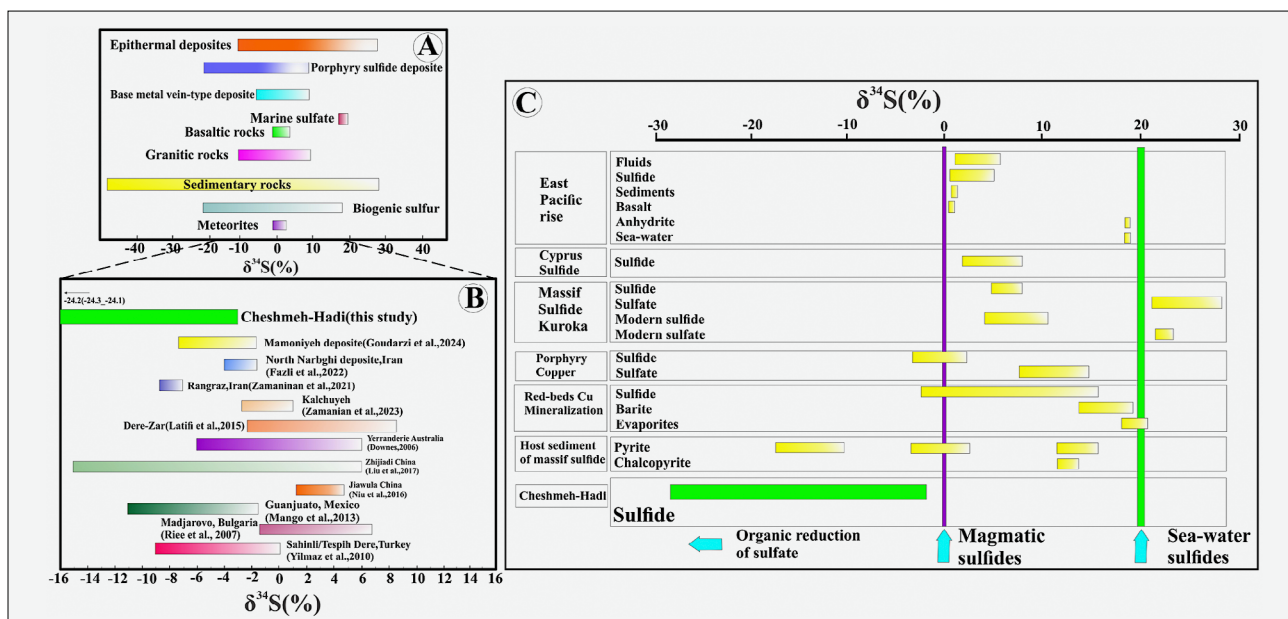 A
Epithermal deposites
Porphyry sulfide deposite
Base metal vein-type deposite
Marine sulfate
Basaltic rocks
Granitic rocks
Sedimentary rocks
Biogenic sulfur
Meteorites
-40 -30 -20 -10 0 10 20 30 40
δ34S(%)
B
-24.2(-24.3_-24.1)
Cheshmeh-Hadi(this study)
Mamoniyeh deposite(Goudarzi et al.,2024)
North Narbghi deposite,Iran
(Fazli et al.,2022)
Rangraz,Iran(Zamaninan et al.,2021)
Kalchuyeh
(Zamanian et al.,2023)
Dere-Zar(Latifi et al.,2015)
Yerranderie Australia
(Downes,2006)
Zhijiadi China
(Liu et al.,2017)
Jiawula China
(Niu et al.,2016)
Guanjuato, Mexico
(Mango et al.,2013)
Madjarovo, Bulgaria
(Riee et al., 2007)
Sahinli/Tespih Dere,Turkey
(Yilmaz et al.,2010)
-16 -14 -12 -10 -8 -6 -4 -2 0 2 4 6 8 10 12 14 16
δ34S(%)
C
δ34S(%)
-30 -10 0 10 20 30
East
Pacific
rise
Fluids
Sulfide
Sediments
Basalt
Anhydrite
Sea-water
Cyprus
Sulfide
Sulfide
Massif
Sulfide
Kuroka
Sulfide
Sulfate
Modern sulfide
Modern sulfate
Porphyry
Copper
Sulfide
Sulfate
Red-beds Cu
Mineralization
Sulfide
Barite
Evaporites
Host sediment
of massif sulfide
Pyrite
Chalcopyrite
Cheshmeh-Hadi
Sulfide
Organic reduction
of sulfate
Magmatic
sulfides
Sea-water
sulfides